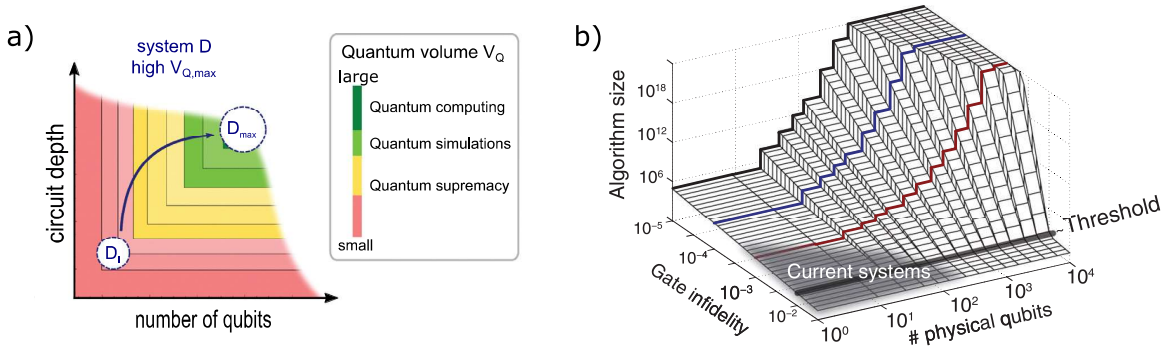 a)
system D
high V_Q,max
circuit depth
D_max
D_I
number of qubits
Quantum volume V_Q
large
Quantum computing
Quantum simulations
Quantum supremacy
small
b)
Algorithm size
10^18
10^12
10^6
10^-5
10^-4
10^-3
10^-2
Gate infidelity
Current systems
Threshold
10^0
10^1
10^2
10^3
10^4
# physical qubits